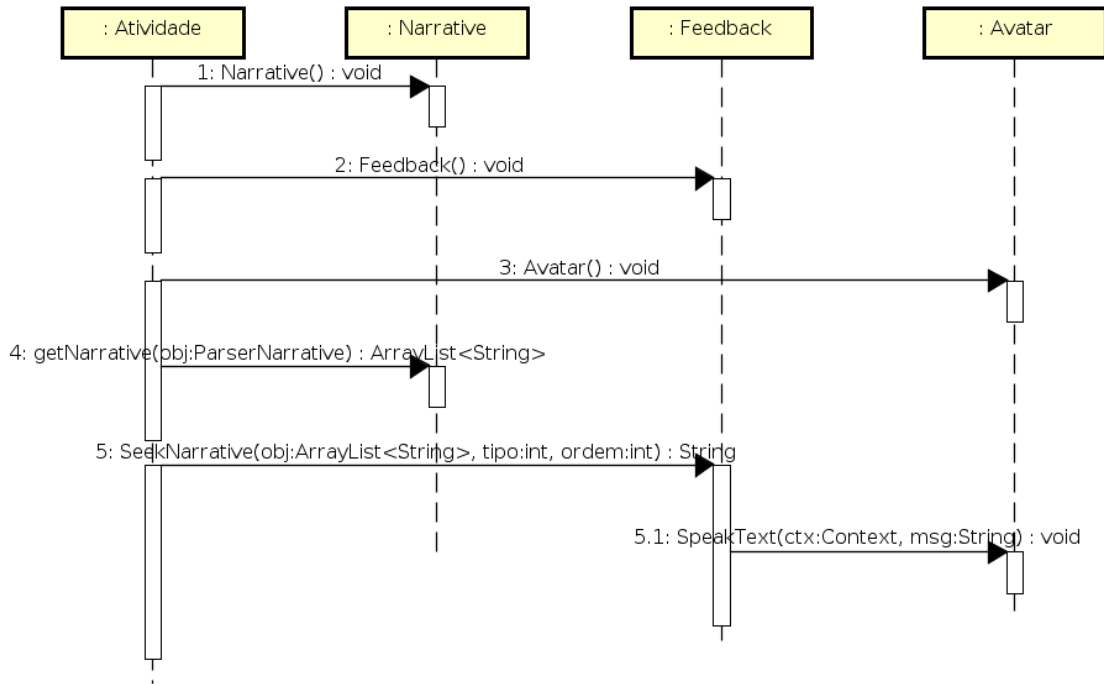 : Atividade
: Narrative
: Feedback
: Avatar
1: Narrative() : void
2: Feedback() : void
3: Avatar() : void
4: getNarrative(obj:ParserNarrative) : ArrayList<String>
5: SeekNarrative(obj:ArrayList<String>, tipo:int, ordem:int) : String
5.1: SpeakText(ctx:Context, msg:String) : void